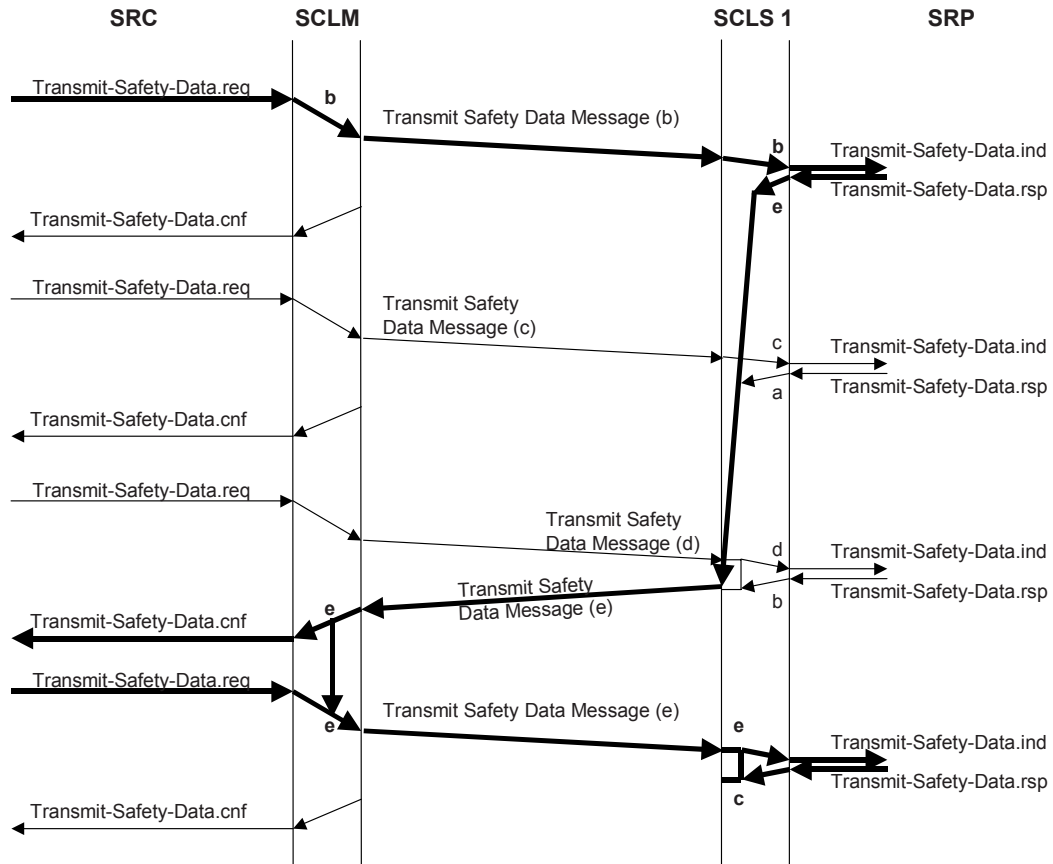 SRC SCLM SCLS 1 SRP
Transmit-Safety-Data.req
b
Transmit Safety Data Message (b)
b
Transmit-Safety-Data.ind
Transmit-Safety-Data.rsp
e
Transmit-Safety-Data.cnf
Transmit-Safety-Data.req
Transmit Safety
Data Message (c)
c
Transmit-Safety-Data.ind
Transmit-Safety-Data.rsp
a
Transmit-Safety-Data.cnf
Transmit-Safety-Data.req
Transmit Safety
Data Message (d)
d
Transmit-Safety-Data.ind
Transmit-Safety-Data.rsp
b
Transmit Safety
Data Message (e)
e
Transmit-Safety-Data.cnf
Transmit-Safety-Data.req
e
Transmit Safety Data Message (e)
e
Transmit-Safety-Data.ind
Transmit-Safety-Data.rsp
c
Transmit-Safety-Data.cnf